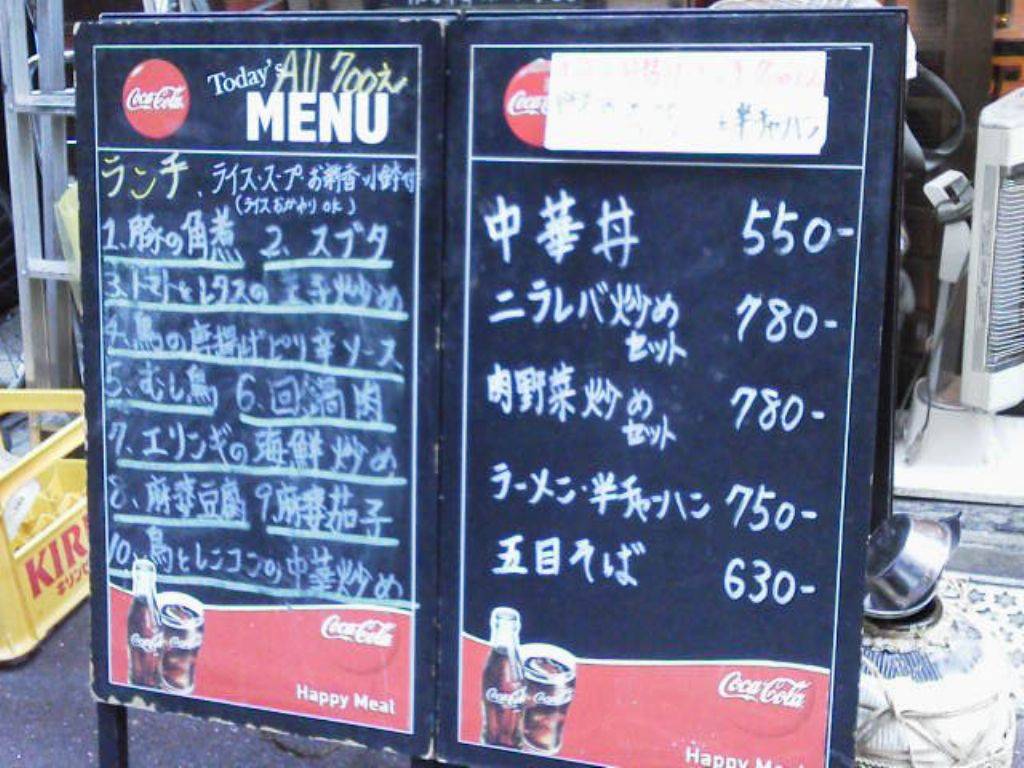 Coca-Cola
Today's All 700えん
MENU
ランチ、ライス・スープ・お新香・小鉢付
(ライスおかわりOK)
1、豚の角煮 2、スブタ
3、トマトとレタスの玉子炒め
4、鳥の唐揚げピリ辛ソース
5、むし鳥 6、回鍋肉
7、エリンギの海鮮炒め
8、麻婆豆腐 9麻婆茄子
10、鳥とレンコンの中華炒め
Coca-Cola
Happy Meal
Coca-Cola
半チャーハン
中華丼 550-
ニラレバ炒め
セット 780-
肉野菜炒め
セット 780-
ラーメン・半チャーハン 750-
五目そば 630-
Coca-Cola
Happy
KIRI
キリンビ